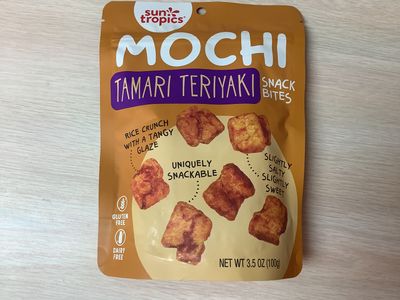 sun
tropics®
MOCHI
TAMARI TERIYAKI
SNACK
BITES
RICE CRUNCH
WITH A TANGY
GLAZE
UNIQUELY
SNACKABLE
SLIGHTLY
SALTY
SLIGHTLY
SWEET
GLUTEN
FREE
DAIRY
FREE
NET WT 3.5 OZ (100g)